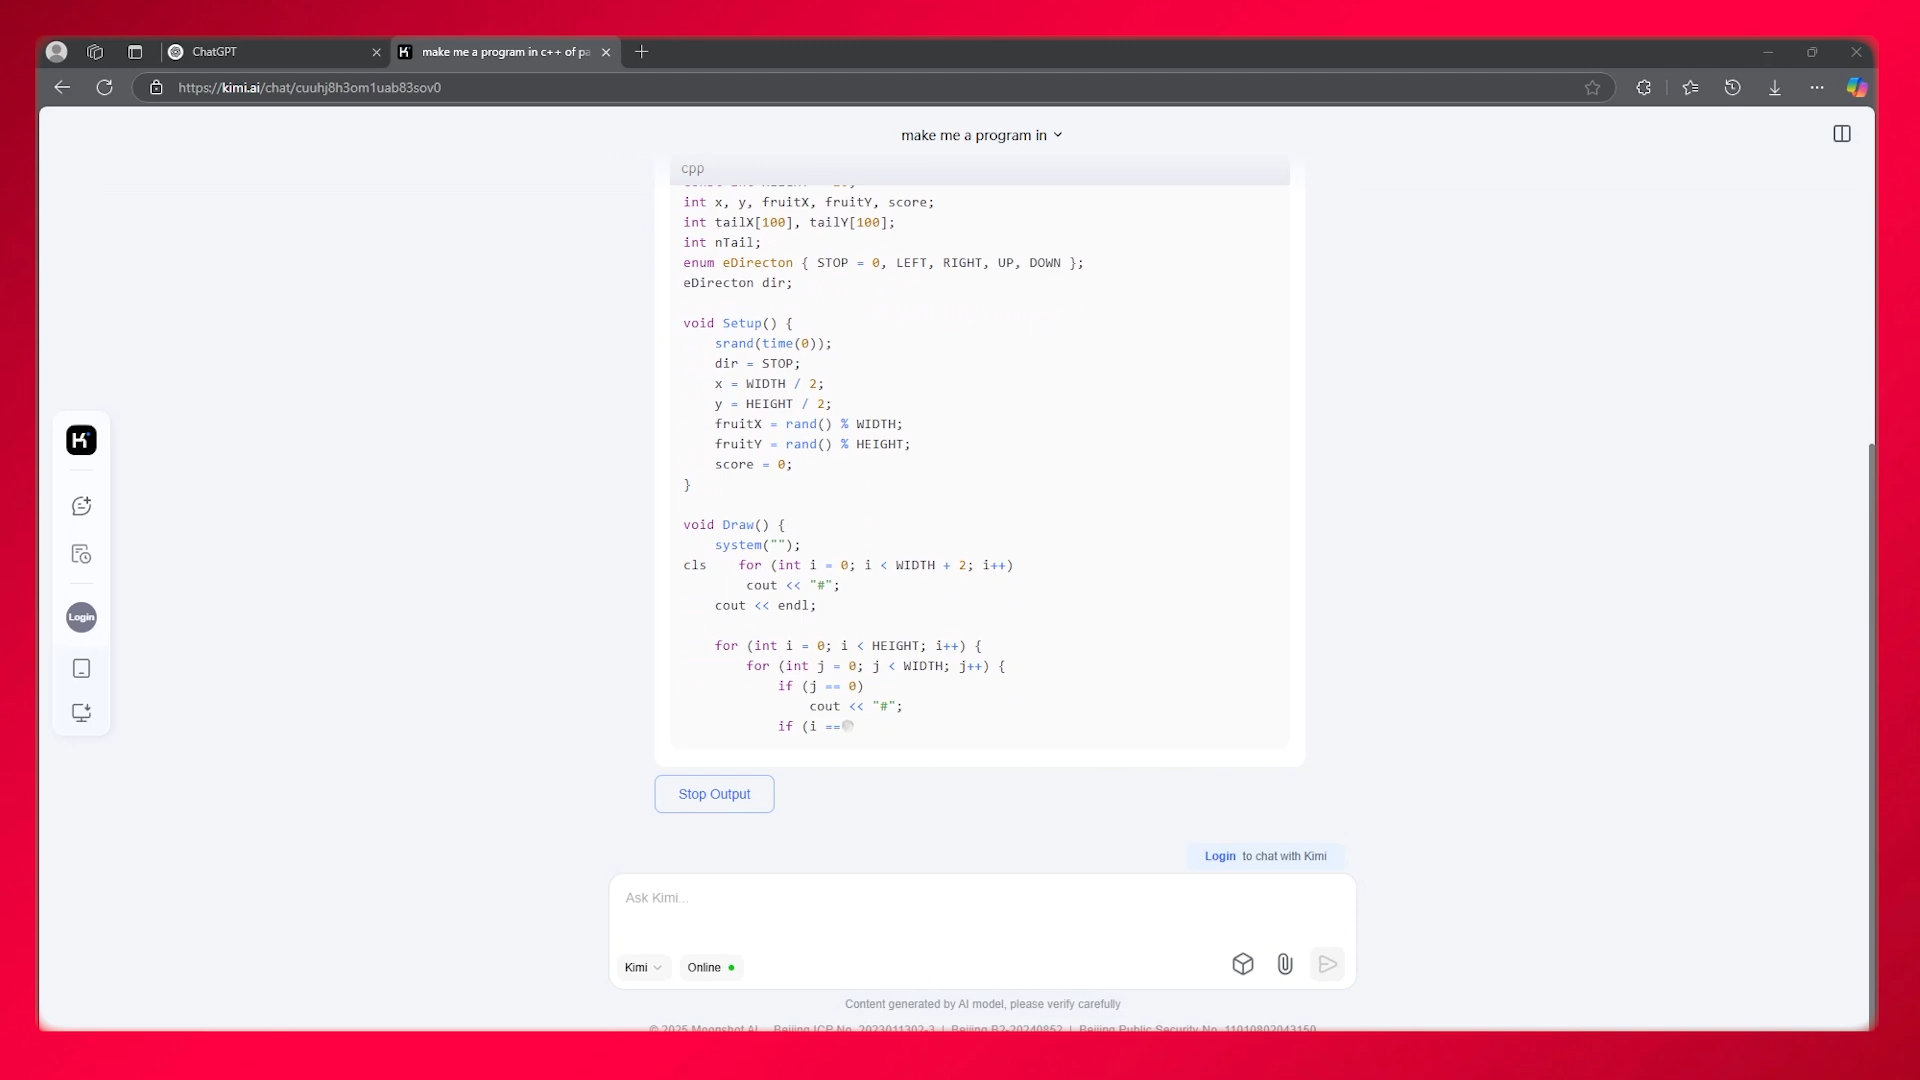 ChatGPT
make me a program in c++ of pa
https://kimi.ai/chat/cuuhj8h3om1uab83sov0
make me a program in
cpp
int x, y, fruitX, fruitY, score;
int tailX[100], tailY[100];
int nTail;
enum eDirecton { STOP = 0, LEFT, RIGHT, UP, DOWN };
eDirecton dir;
void Setup() {
srand(time(0));
dir = STOP;
x = WIDTH / 2;
y = HEIGHT / 2;
fruitX = rand() % WIDTH;
fruitY = rand() % HEIGHT;
score = 0;
}
void Draw() {
system("");
cls for (int i = 0; i < WIDTH + 2; i++)
cout << "#";
cout << endl;
for (int i = 0; i < HEIGHT; i++) {
for (int j = 0; j < WIDTH; j++) {
if (j == 0)
cout << "#";
if (i ==
Login
Stop Output
Login to chat with Kimi
Ask Kimi...
Kimi
Online
Content generated by AI model, please verify carefully
© 2025 Moonshot AI Beijing ICP No. 2023011302-3 | Beijing B2-20240852 | Beijing Public Security No. 11010802043150